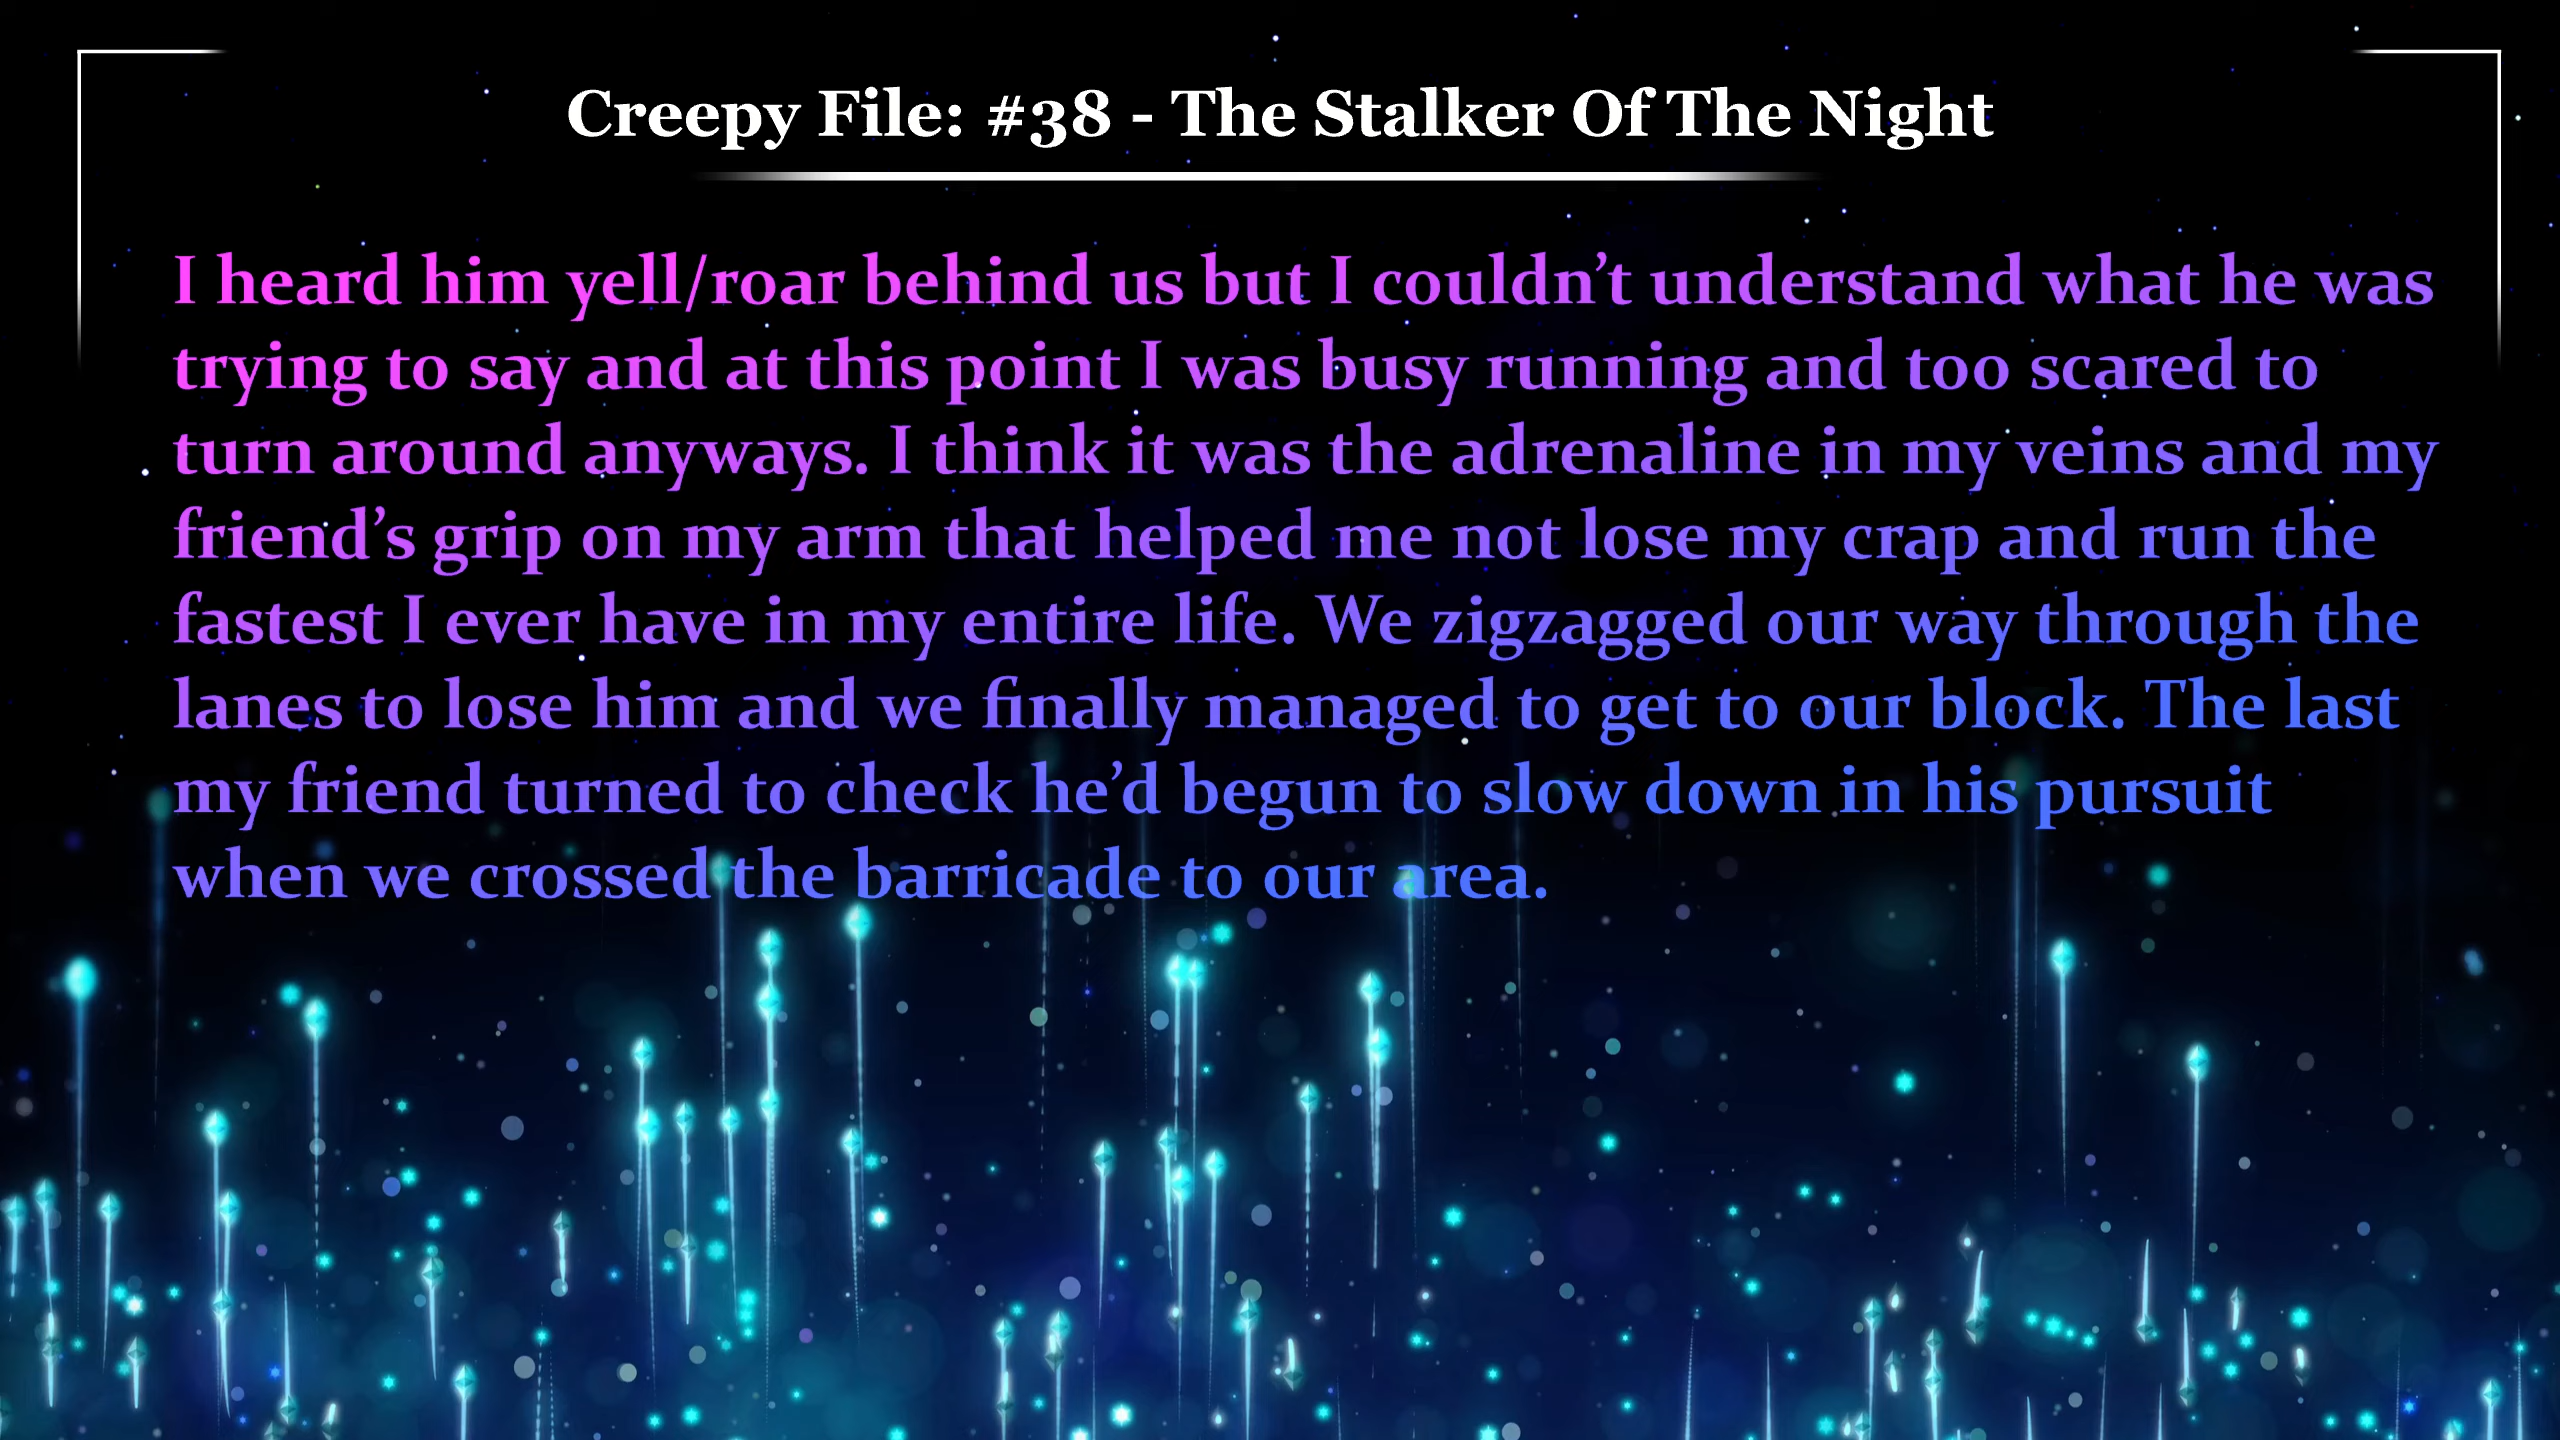 Creepy File: #38 - The Stalker Of The Night
I heard him yell/roar behind us but I couldn’t understand what he was
trying to say and at this point I was busy running and too scared to
turn around anyways. I think it was the adrenaline in my veins and my
friend’s grip on my arm that helped me not lose my crap and run the
fastest I ever have in my entire life. We zigzagged our way through the
lanes to lose him and we finally managed to get to our block. The last
my friend turned to check he’d begun to slow down in his pursuit
when we crossed the barricade to our area.